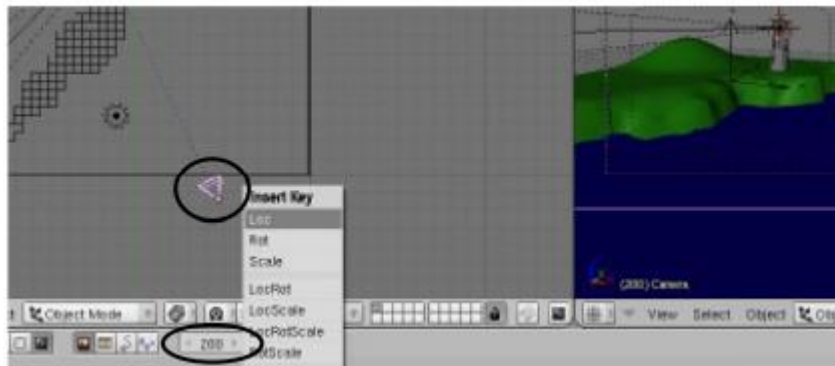 Insert Key
Loc
Rot
Scale
LocRot
LocScale
LocRotScale
RotScale
(200) Camera
Object Mode
View Select Object
200